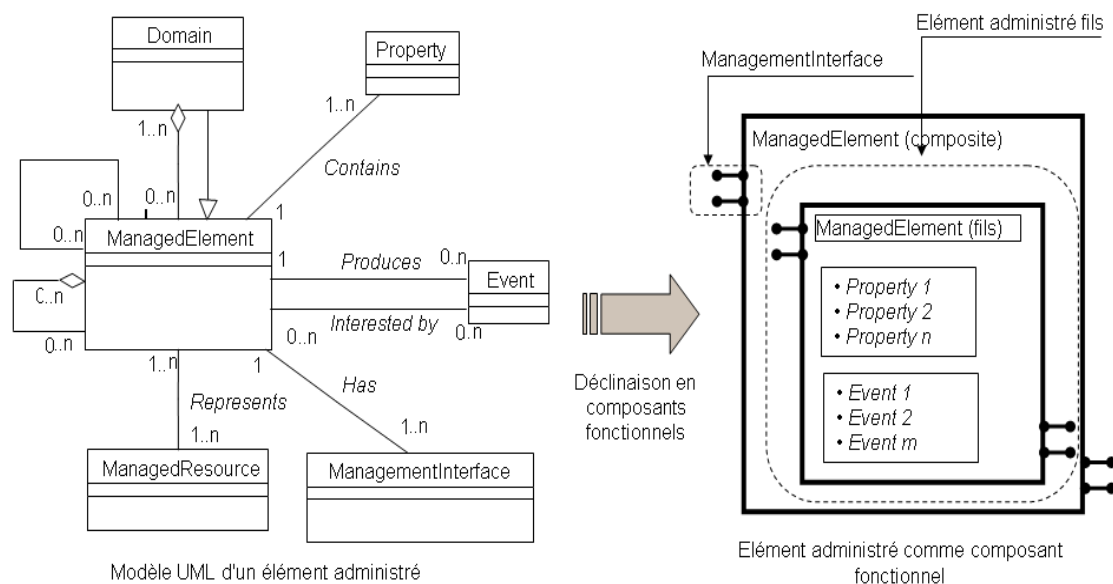 Domain
Property
1..n
1..n
Contains
0..n
0..n
0..n
1
ManagedElement
1
Produces
0..n
Event
0..n
Interested by
0..n
0..n
1..n
1
Has
Represents
1..n
1..n
ManagedResource
ManagementInterface
Modèle UML d'un élément administré
Déclinaison en
composants
fonctionnels
Elément administré fils
ManagementInterface
ManagedElement (composite)
ManagedElement (fils)
• Property 1
• Property 2
• Property n
• Event 1
• Event 2
• Event m
Elément administré comme composant
fonctionnel